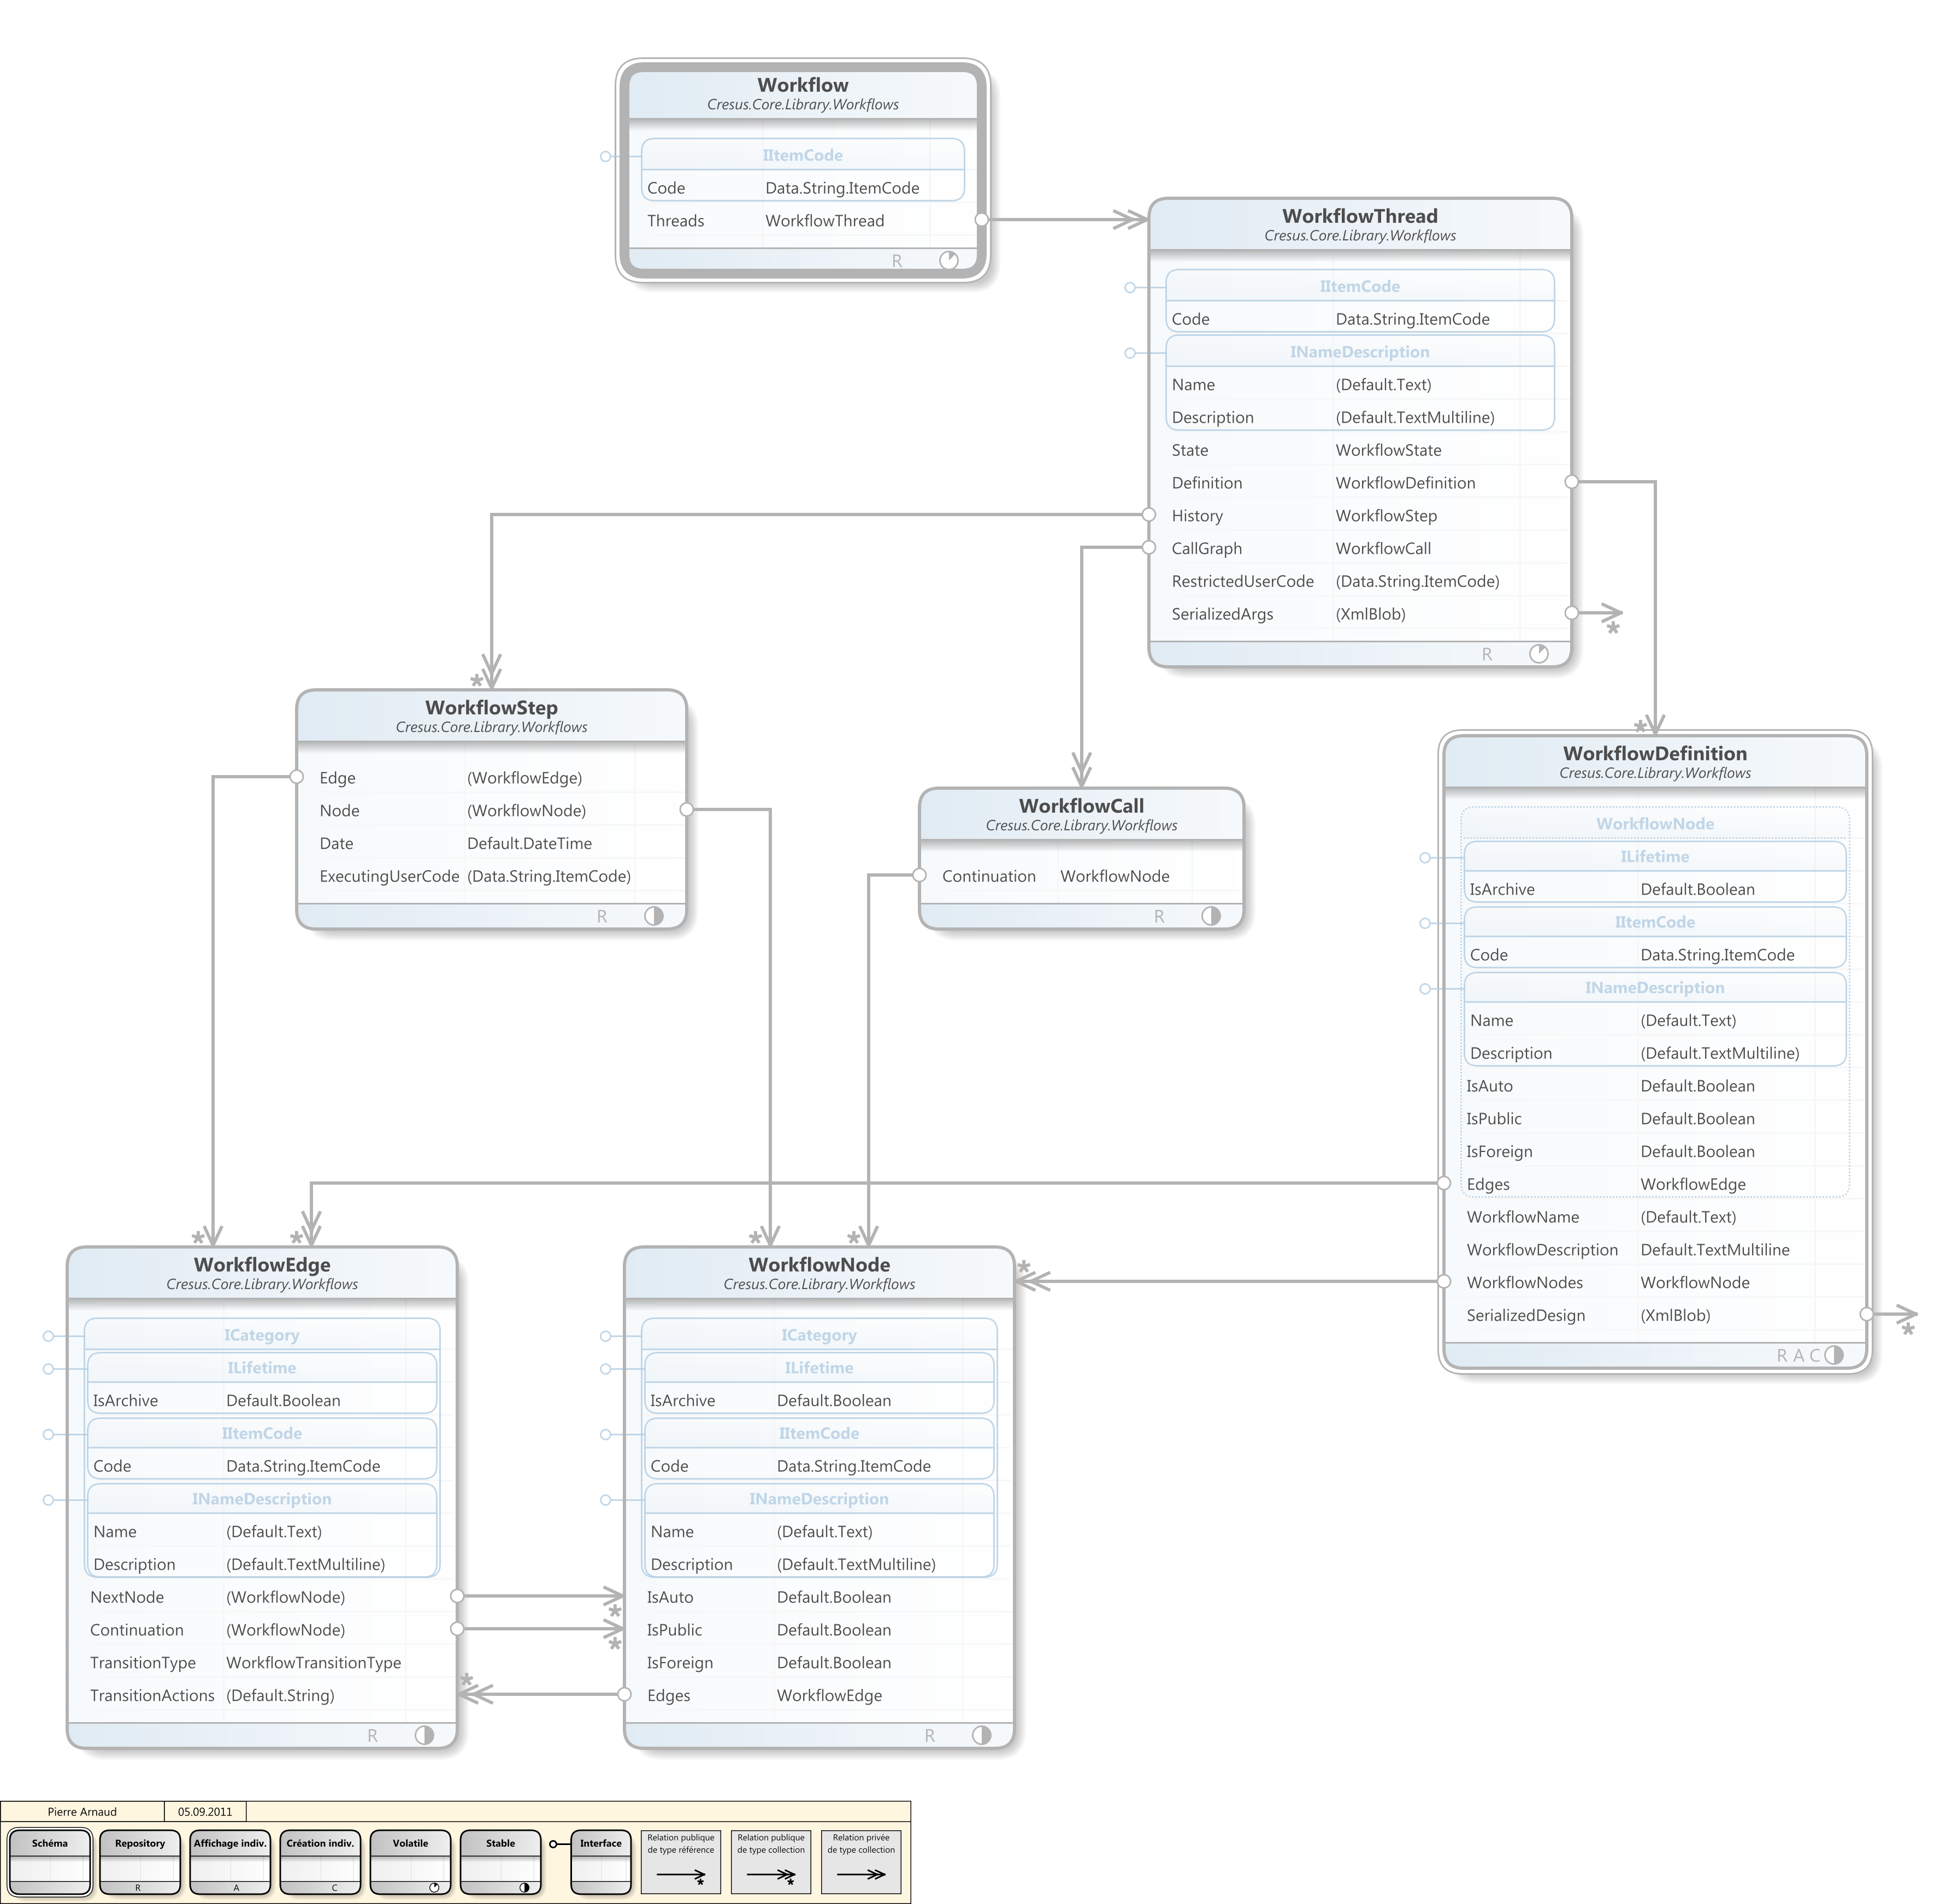 Workflow
Cresus.Core.Library.Workflows
IItemCode
Code Data.String.ItemCode
Threads WorkflowThread
R
WorkflowThread
Cresus.Core.Library.Workflows
IItemCode
Code Data.String.ItemCode
INameDescription
Name (Default.Text)
Description (Default.TextMultiline)
State WorkflowState
Definition WorkflowDefinition
History WorkflowStep
CallGraph WorkflowCall
RestrictedUserCode (Data.String.ItemCode)
SerializedArgs (XmlBlob)
*
R
*
WorkflowStep
Cresus.Core.Library.Workflows
Edge (WorkflowEdge)
Node (WorkflowNode)
Date Default.DateTime
ExecutingUserCode (Data.String.ItemCode)
R
WorkflowCall
Cresus.Core.Library.Workflows
Continuation WorkflowNode
R
*
WorkflowDefinition
Cresus.Core.Library.Workflows
WorkflowNode
ILifetime
IsArchive Default.Boolean
IItemCode
Code Data.String.ItemCode
INameDescription
Name (Default.Text)
Description (Default.TextMultiline)
IsAuto Default.Boolean
IsPublic Default.Boolean
IsForeign Default.Boolean
Edges WorkflowEdge
WorkflowName (Default.Text)
WorkflowDescription Default.TextMultiline
WorkflowNodes WorkflowNode
SerializedDesign (XmlBlob)
*
R A C
* *
WorkflowEdge
Cresus.Core.Library.Workflows
ICategory
ILifetime
IsArchive Default.Boolean
IItemCode
Code Data.String.ItemCode
INameDescription
Name (Default.Text)
Description (Default.TextMultiline)
NextNode (WorkflowNode)
*
Continuation (WorkflowNode)
*
TransitionType WorkflowTransitionType
*
TransitionActions (Default.String)
R
* *
*
WorkflowNode
Cresus.Core.Library.Workflows
ICategory
ILifetime
IsArchive Default.Boolean
IItemCode
Code Data.String.ItemCode
INameDescription
Name (Default.Text)
Description (Default.TextMultiline)
IsAuto Default.Boolean
IsPublic Default.Boolean
IsForeign Default.Boolean
Edges WorkflowEdge
R
Pierre Arnaud 05.09.2011
Schéma
Repository
R
Affichage indiv.
A
Création indiv.
C
Volatile
Stable
Interface
Relation publique
de type référence
*
Relation publique
de type collection
*
Relation privée
de type collection